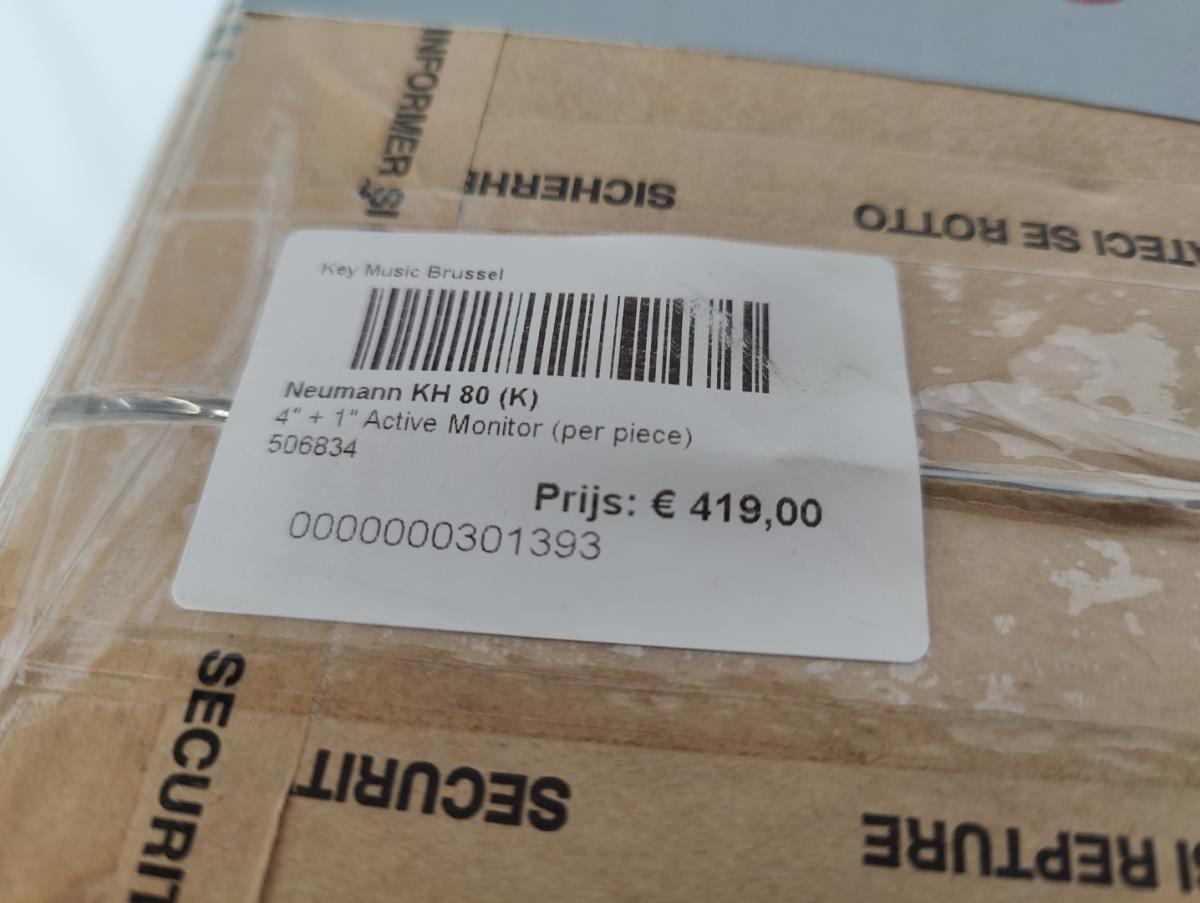 INFORMER SI
SICHERHE
ATECI SE ROTTO
Key Music Brussel
Neumann KH 80 (K)
4" + 1" Active Monitor (per piece)
506834
Prijs: € 419,00
0000000301393
SECURIT
SECURIT
SI REPTURE